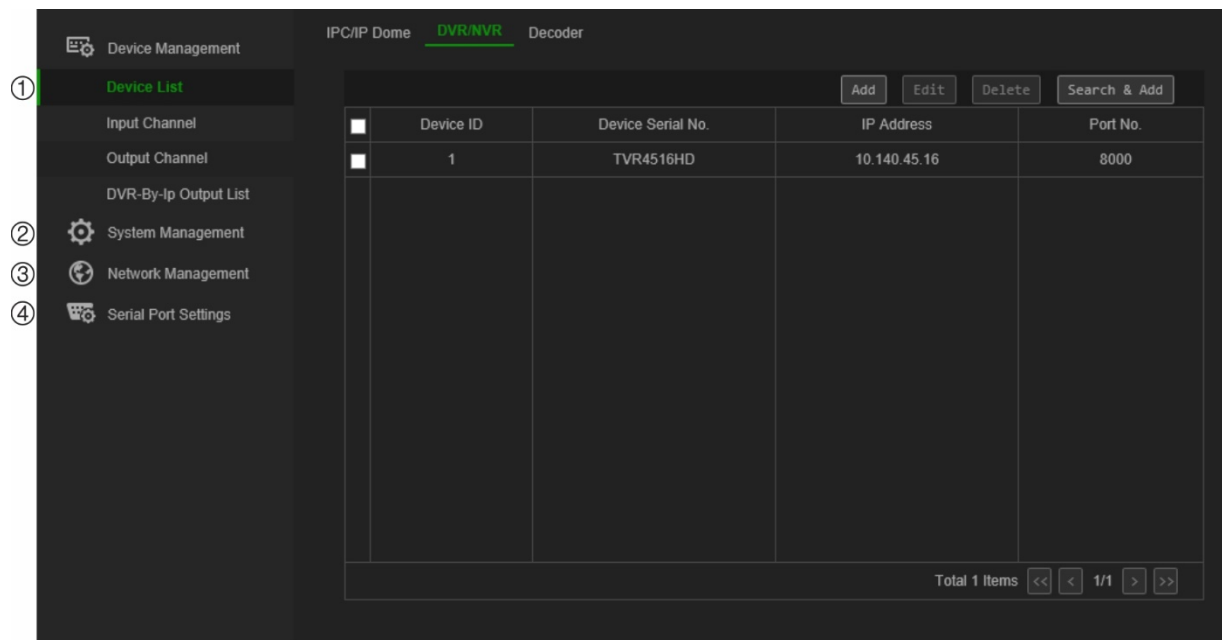 IPC/IP Dome DVR/NVR Decoder
Device Management
① Device List
Add Edit Delete Search & Add
Input Channel
Device ID Device Serial No. IP Address Port No.
Output Channel
1 TVR4516HD 10.140.45.16 8000
DVR-By-Ip Output List
② System Management
③ Network Management
④ Serial Port Settings
Total 1 Items << < 1/1 > >>